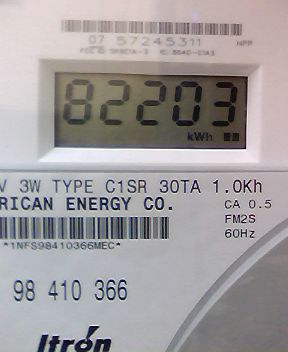 07 57245311
82203
kWh
V 3W TYPE C1SR 30TA 1.0Kh
RICAN ENERGY CO.
CA 0.5
FM2S
60Hz
*1NFS98410366MEC*
98 410 366
Itrón